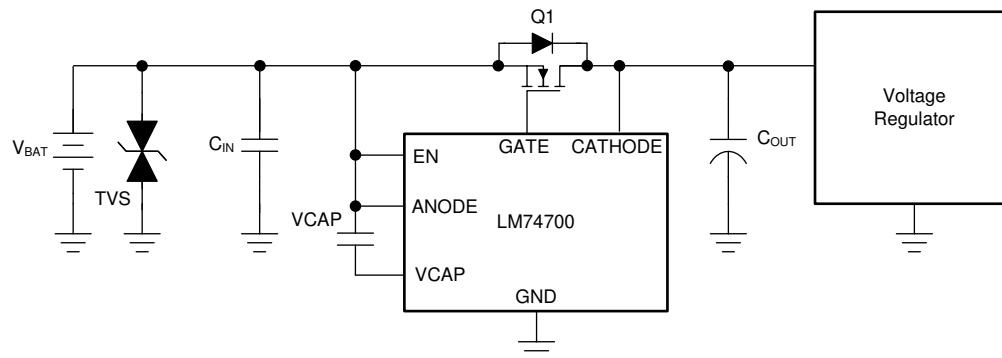 Q1
Voltage
Regulator
VBAT
TVS
CIN
EN
GATE
CATHODE
COUT
ANODE
LM74700
VCAP
VCAP
GND